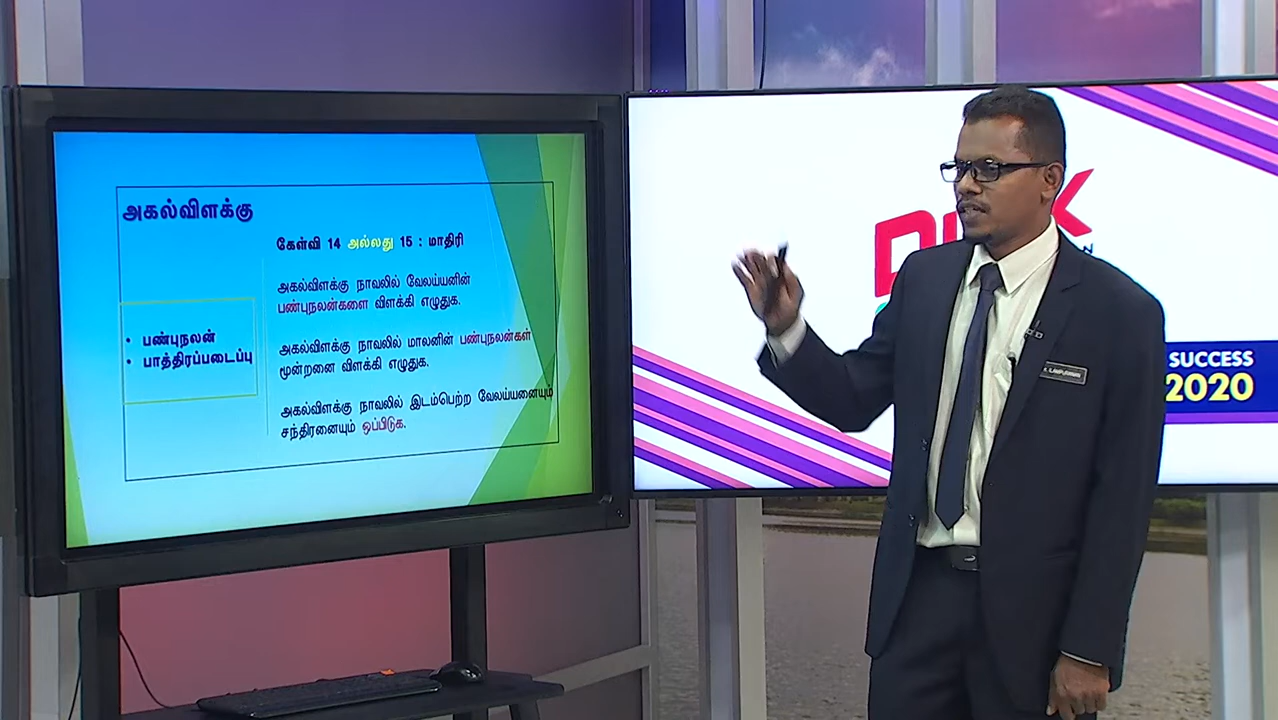 அகல்விளக்கு
கேள்வி 14 அல்லது 15 : மாதிரி
• பண்புநலன்
• பாத்திரப்படைப்பு
அகல்விளக்கு நாவலில் வேலய்யனின்
பண்புநலன்களை விளக்கி எழுதுக.
அகல்விளக்கு நாவலில் மாலனின் பண்புநலன்கள்
மூன்றனை விளக்கி எழுதுக.
அகல்விளக்கு நாவலில் இடம்பெற்ற வேலய்யனையும்
சந்திரனையும் ஒப்பிடுக.
SUCCESS
2020